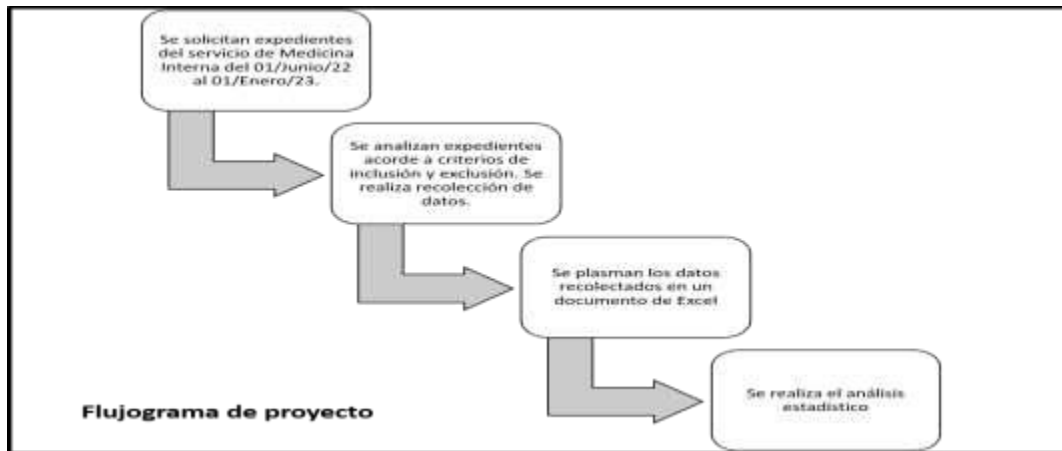 Se solicitan expedientes
del servicio de Medicina
Interna del 01/Junio/22
al 01/Enero/23.
Se analizan expedientes
acorde a criterios de
inclusión y exclusión. Se
realiza recolección de
datos.
Se plasman los datos
recolectados en un
documento de Excel
Se realiza el análisis
estadístico
Flujograma de proyecto